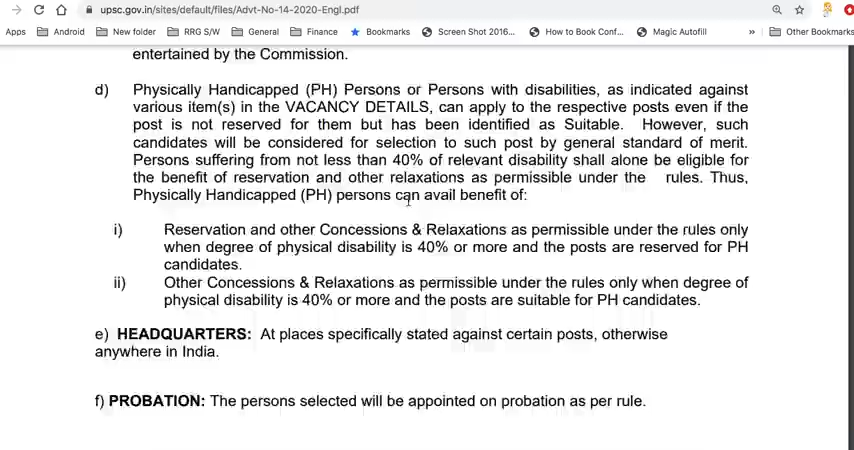 upsc.gov.in/sites/default/files/Advt-No-14-2020-Engl.pdf
Apps Android New folder RRG S/W General Finance Bookmarks Screen Shot 2016... How to Book Conf... Magic Autofill » Other Bookmarks
entertained by the Commission.
d) Physically Handicapped (PH) Persons or Persons with disabilities, as indicated against
various item(s) in the VACANCY DETAILS, can apply to the respective posts even if the
post is not reserved for them but has been identified as Suitable. However, such
candidates will be considered for selection to such post by general standard of merit.
Persons suffering from not less than 40% of relevant disability shall alone be eligible for
the benefit of reservation and other relaxations as permissible under the rules. Thus,
Physically Handicapped (PH) persons can avail benefit of:
i) Reservation and other Concessions & Relaxations as permissible under the rules only
when degree of physical disability is 40% or more and the posts are reserved for PH
candidates.
ii) Other Concessions & Relaxations as permissible under the rules only when degree of
physical disability is 40% or more and the posts are suitable for PH candidates.
e) HEADQUARTERS: At places specifically stated against certain posts, otherwise
anywhere in India.
f) PROBATION: The persons selected will be appointed on probation as per rule.